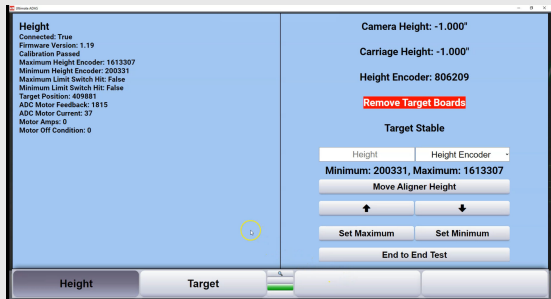 Ultimate ADAS
Height
Connected: True
Firmware Version: 1.19
Calibration Passed
Maximum Height Encoder: 1613307
Minimum Height Encoder: 200331
Maximum Limit Switch Hit: False
Minimum Limit Switch Hit: False
Target Position: 409881
ADC Motor Feedback: 1815
ADC Motor Current: 37
Motor Amps: 0
Motor Off Condition: 0
Camera Height: -1.000"
Carriage Height: -1.000"
Height Encoder: 806209
Remove Target Boards
Target Stable
Height
Height Encoder
Minimum: 200331, Maximum: 1613307
Move Aligner Height
Set Maximum
Set Minimum
End to End Test
Height
Target